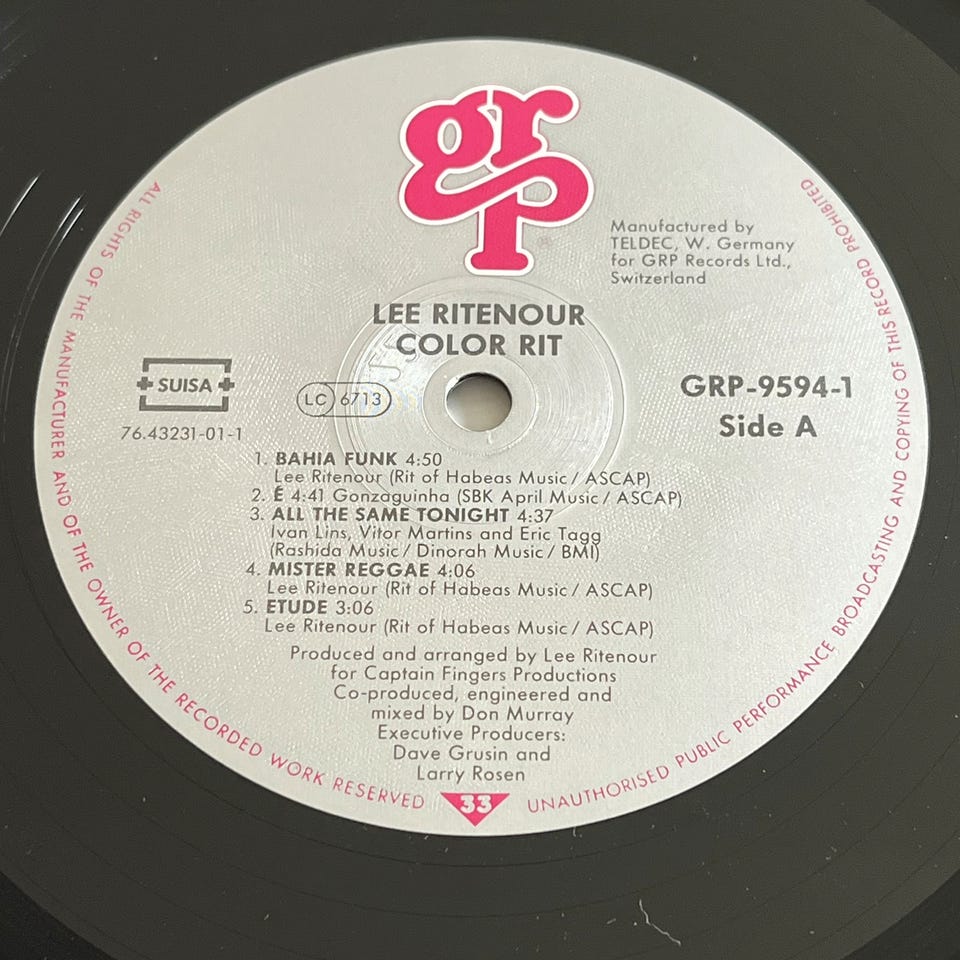 grp
®
Manufactured by
TELDEC, W. Germany
for GRP Records Ltd.,
Switzerland
LEE RITENOUR
COLOR RIT
SUISA
LC 6713
76.43231-01-1
GRP-9594-1
Side A
1. BAHIA FUNK 4:50
Lee Ritenour (Rit of Habeas Music / ASCAP)
2. É 4:41 Gonzaguinha (SBK April Music / ASCAP)
3. ALL THE SAME TONIGHT 4:37
Ivan Lins, Vitor Martins and Eric Tagg
(Rashida Music / Dinorah Music / BMI)
4. MISTER REGGAE 4:06
Lee Ritenour (Rit of Habeas Music / ASCAP)
5. ETUDE 3:06
Lee Ritenour (Rit of Habeas Music / ASCAP)
Produced and arranged by Lee Ritenour
for Captain Fingers Productions
Co-produced, engineered and
mixed by Don Murray
Executive Producers:
Dave Grusin and
Larry Rosen
ALL RIGHTS OF THE MANUFACTURER AND OF THE OWNER OF THE RECORDED WORK RESERVED
33
UNAUTHORISED PUBLIC PERFORMANCE BROADCASTING AND COPYING OF THIS RECORD PROHIBITED